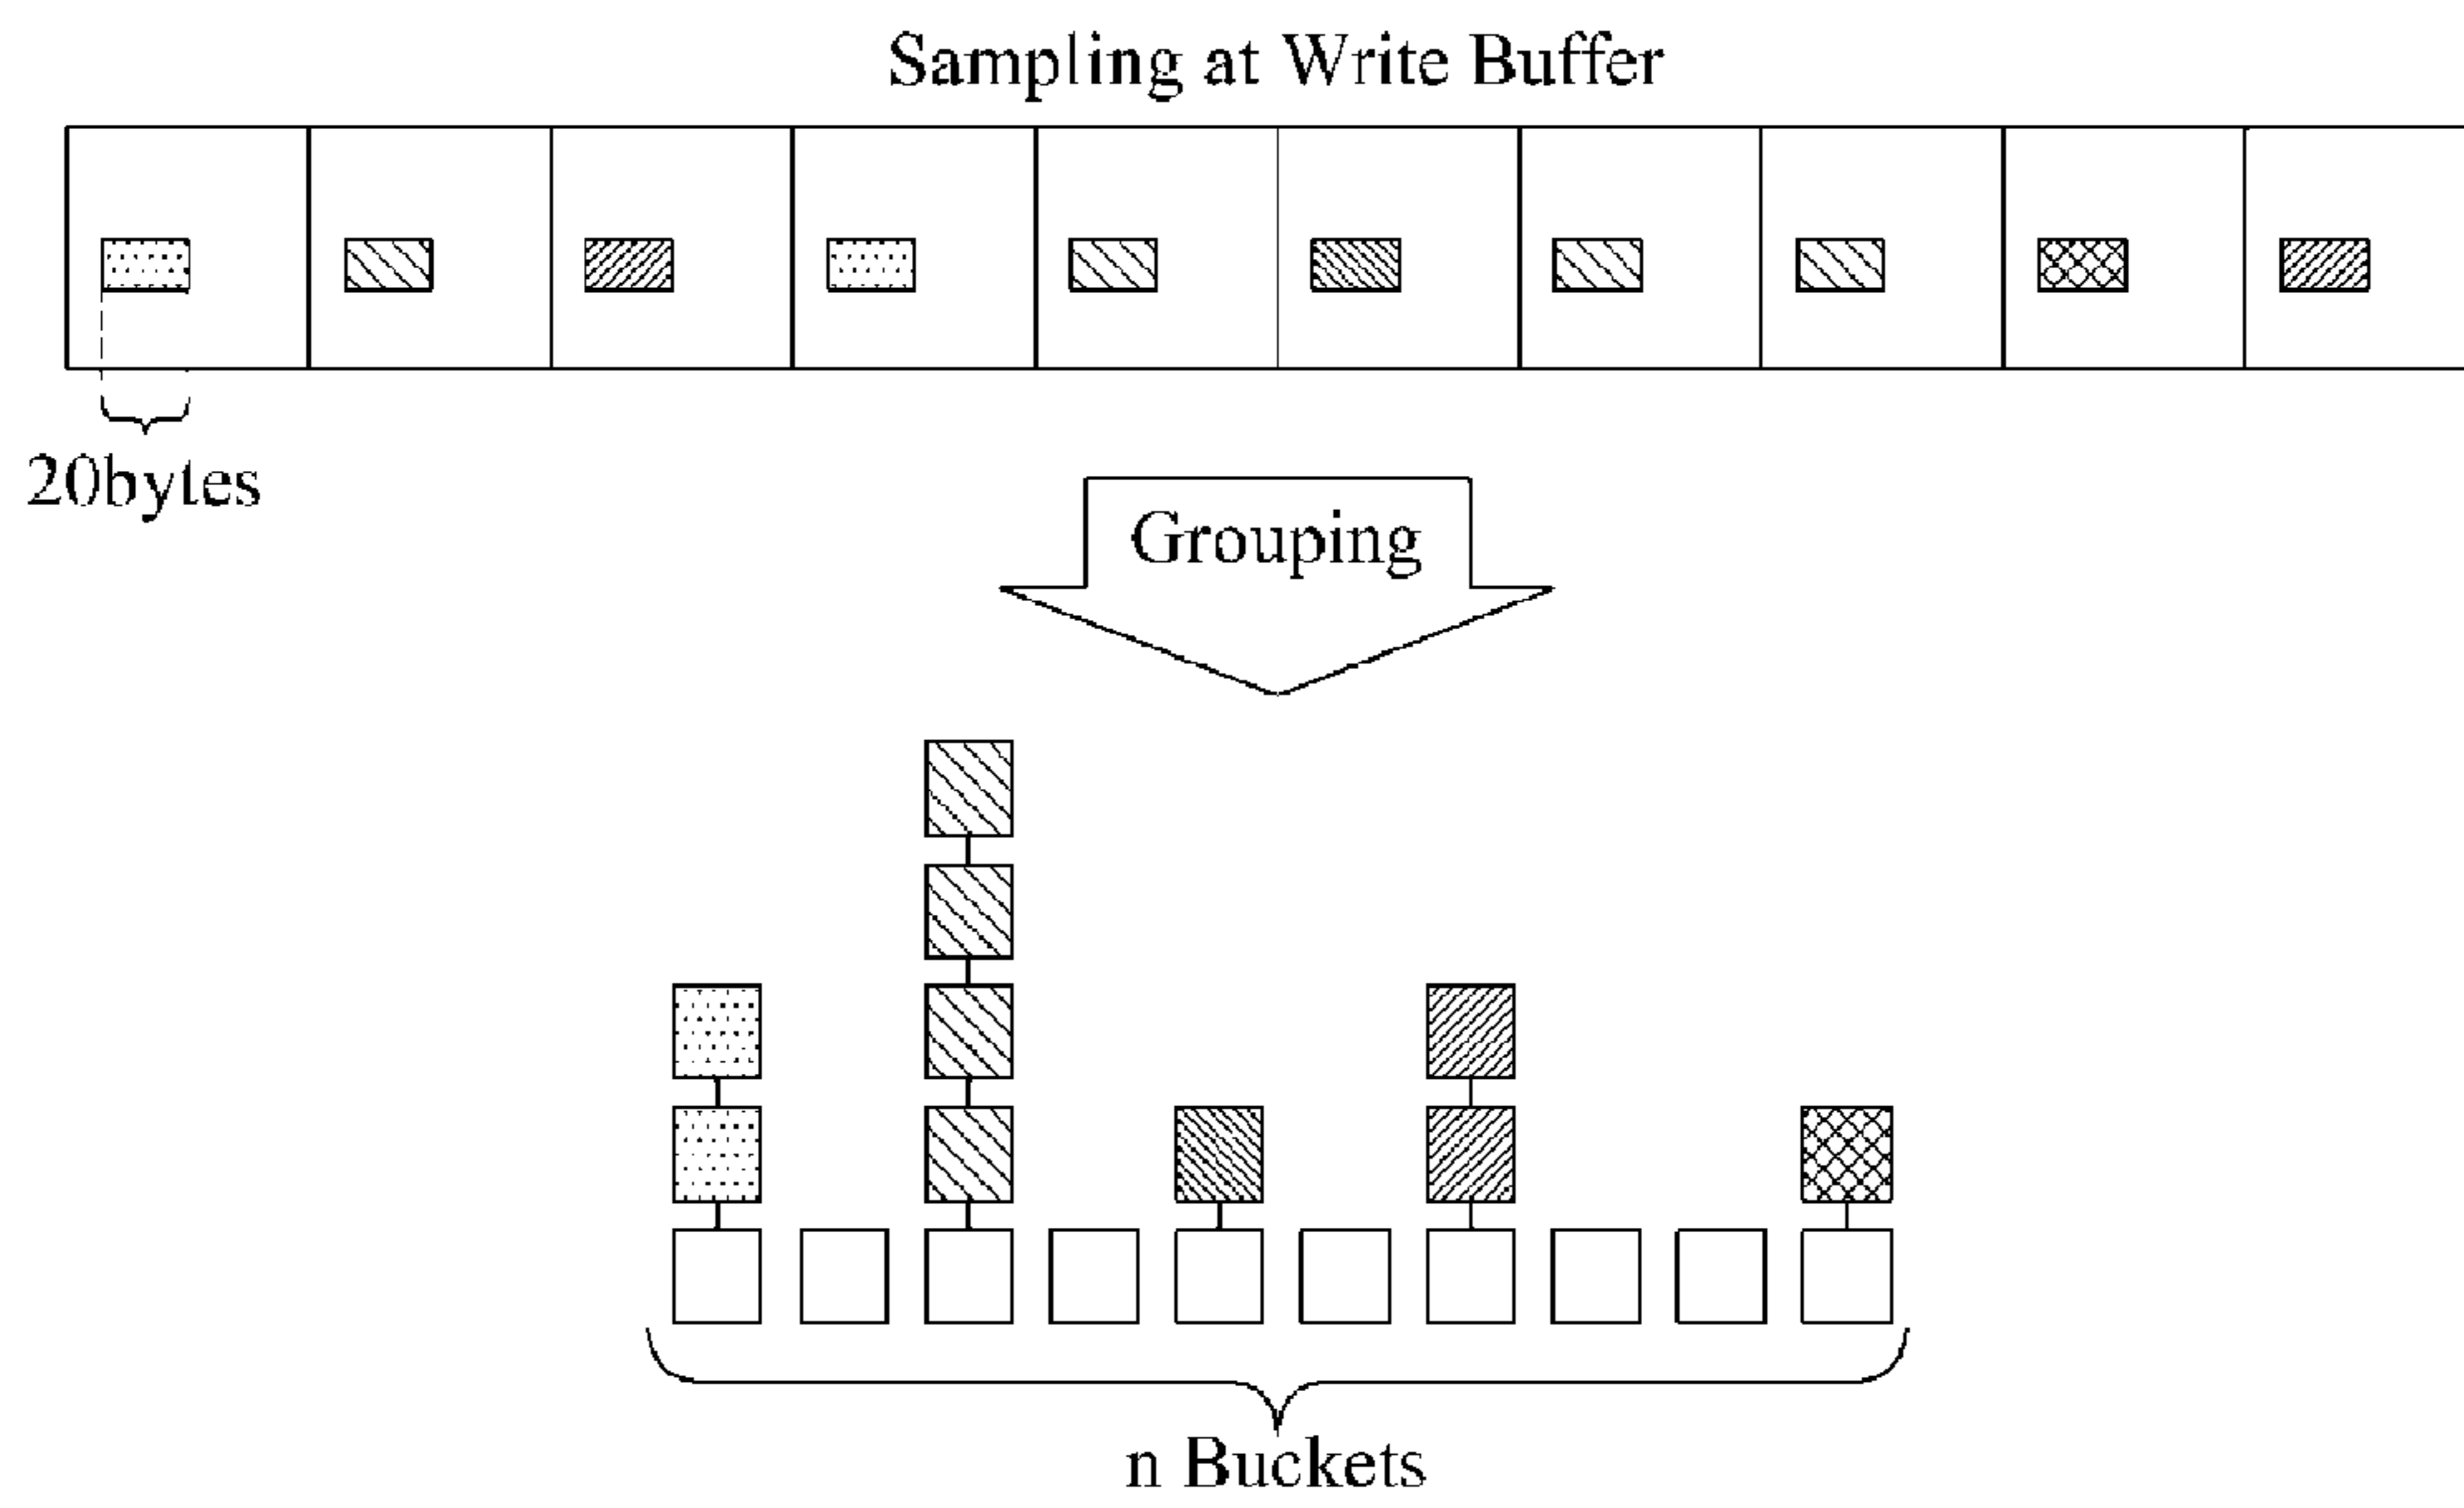 Sampling at Write Buffer
20bytes
Grouping
n Buckets